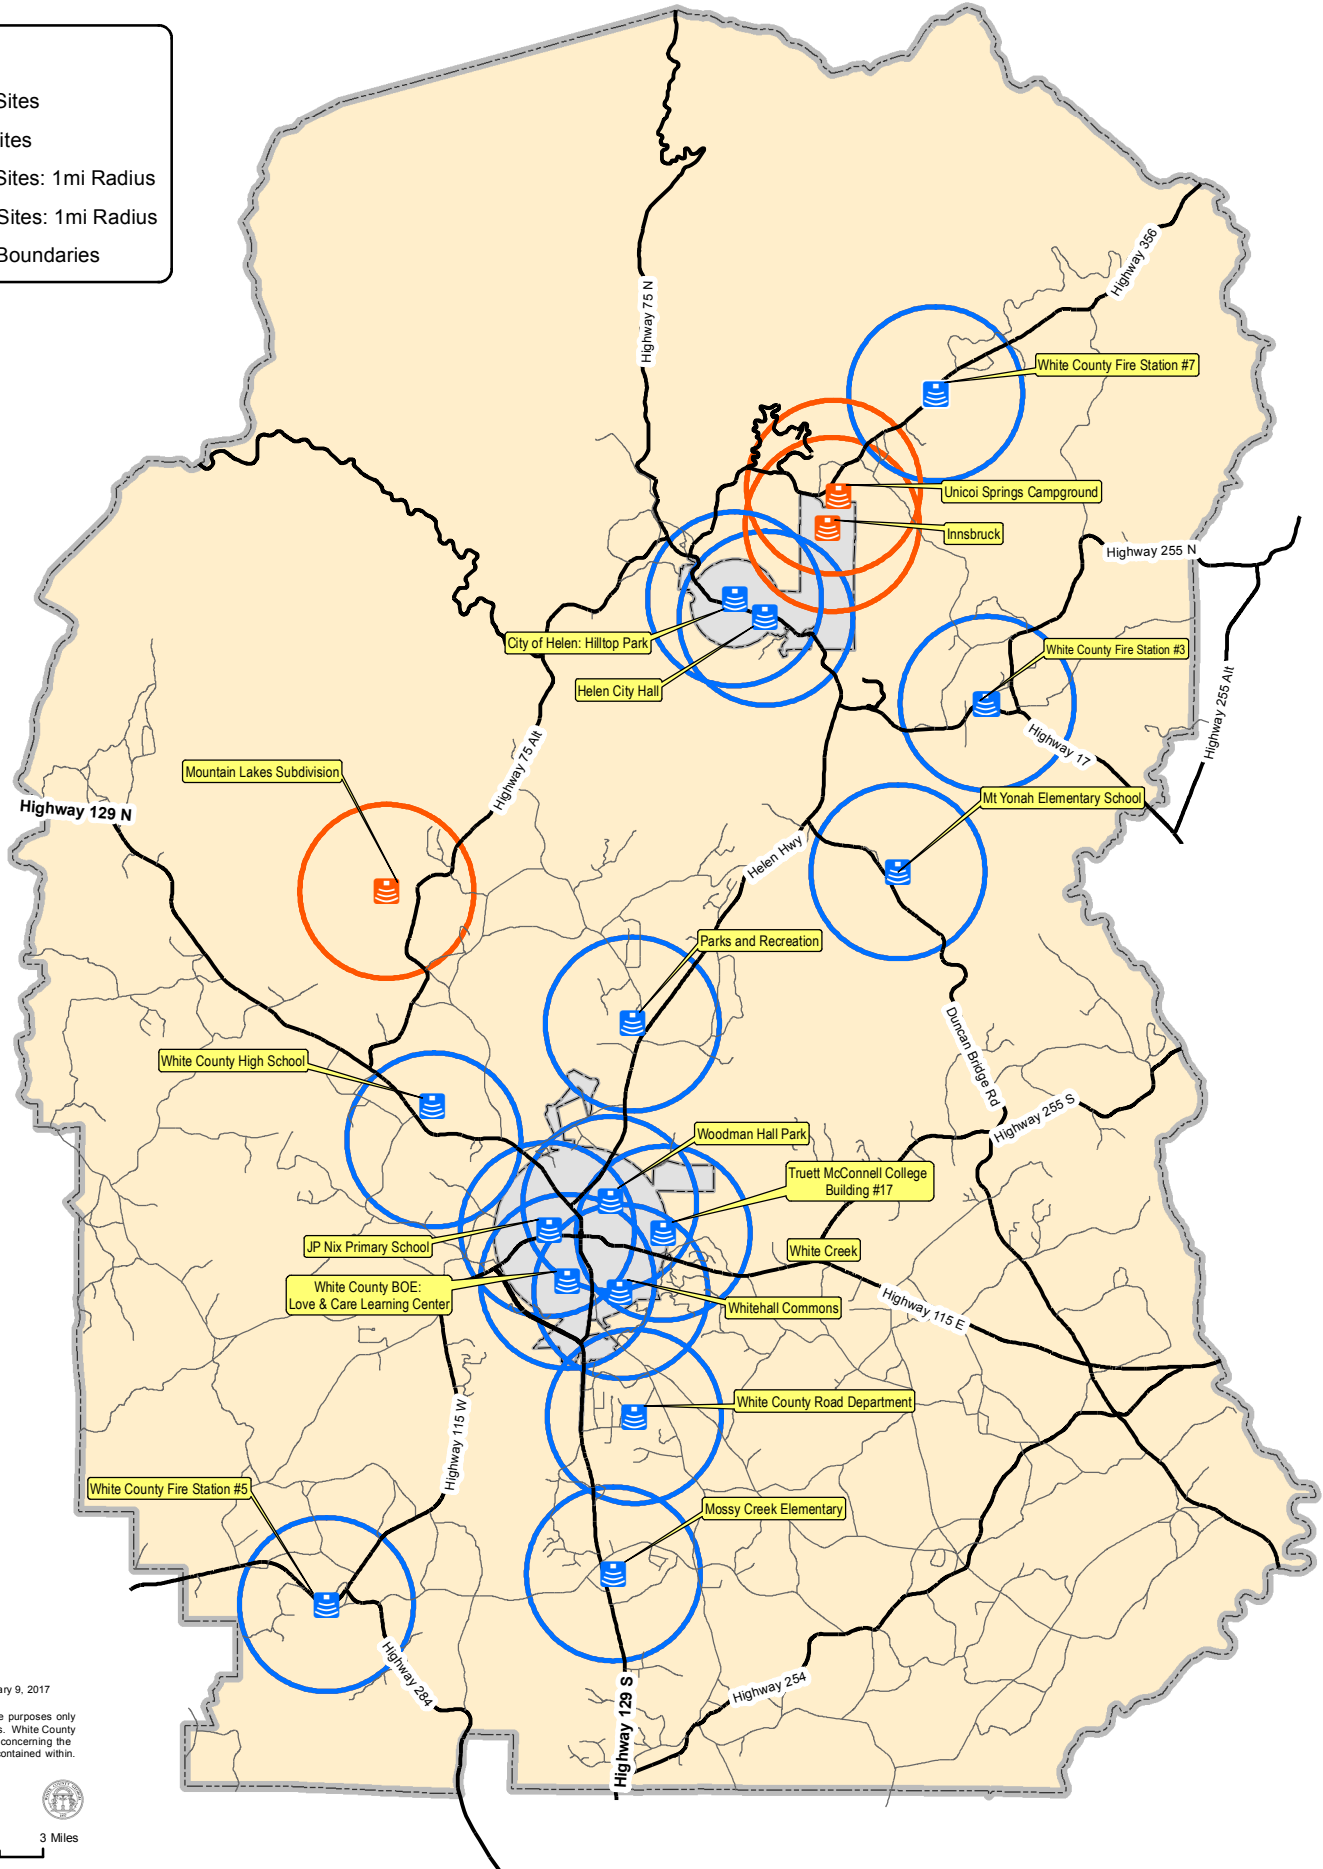 Sites
ites
Sites: 1mi Radius
Sites: 1mi Radius
Boundaries
Highway 356
Highway 75 N
White County Fire Station #7
Unicoi Springs Campground
Innsbruck
Highway 255 N
City of Helen: Hilltop Park
White County Fire Station #3
Helen City Hall
Highway 255 Alt
Highway 17
Highway 75 Alt
Mountain Lakes Subdivision
Highway 129 N
Mt Yonah Elementary School
Helen Hwy
Parks and Recreation
Duncan Bridge Rd
White County High School
Highway 255 S
Woodman Hall Park
Truett McConnell College
Building #17
JP Nix Primary School
White Creek
White County BOE:
Love & Care Learning Center
Whitehall Commons
Highway 115 E
White County Road Department
Highway 115 W
White County Fire Station #5
Mossy Creek Elementary
Highway 284
Highway 254
Highway 129 S
ary 9, 2017
e purposes only
s. White County
concerning the
contained within.
3 Miles